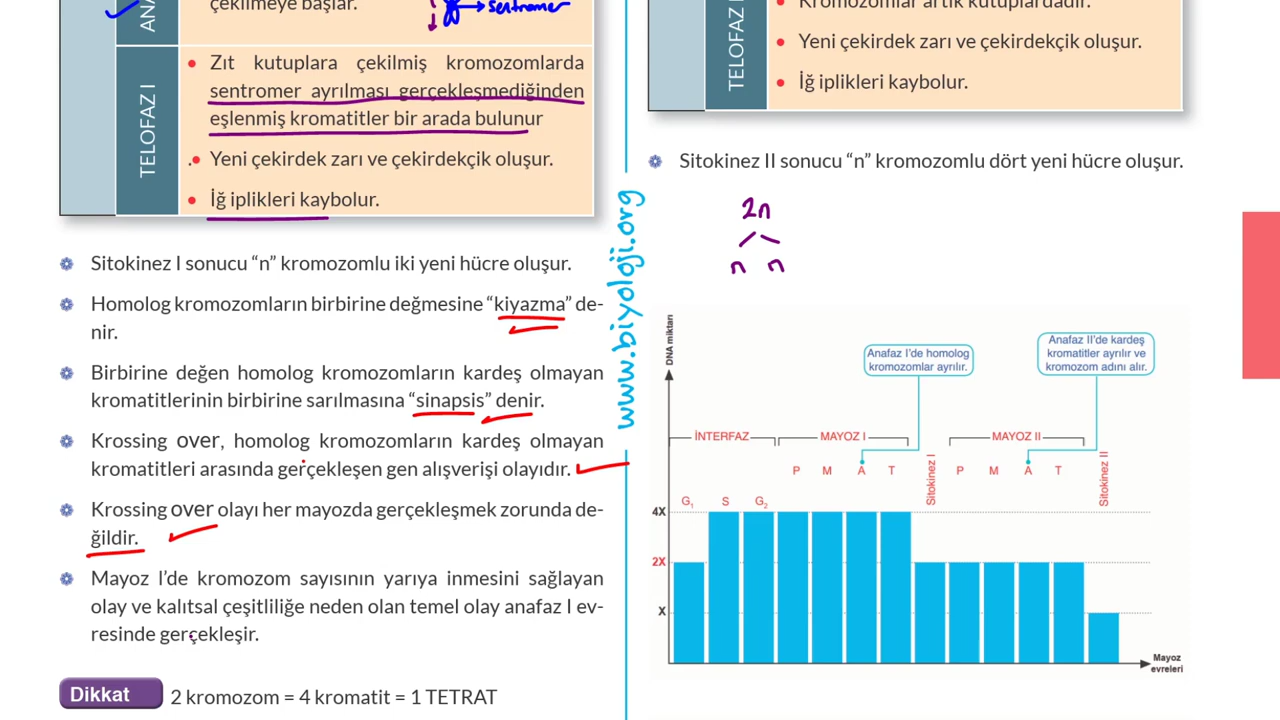 çekilmeye başlar.
ANA
sentromer
TELOFAZ I
• Zıt kutuplara çekilmiş kromozomlarda
sentromer ayrılması gerçekleşmediğinden
eşlenmiş kromatitler bir arada bulunur
• Yeni çekirdek zarı ve çekirdekçik oluşur.
• İğ iplikleri kaybolur.
Sitokinez I sonucu “n” kromozomlu iki yeni hücre oluşur.
Homolog kromozomların birbirine değmesine “kiyazma” de-
nir.
Birbirine değen homolog kromozomların kardeş olmayan
kromatitlerinin birbirine sarılmasına “sinapsis” denir.
Krossing over, homolog kromozomların kardeş olmayan
kromatitleri arasında gerçekleşen gen alışverişi olayıdır.
Krossing over olayı her mayozda gerçekleşmek zorunda de-
ğildir.
Mayoz I’de kromozom sayısının yarıya inmesini sağlayan
olay ve kalıtsal çeşitliliğe neden olan temel olay anafaz I ev-
resinde gerçekleşir.
Dikkat 2 kromozom = 4 kromatit = 1 TETRAT
www.biyoloji.org
TELOFAZ
• Kromozomlar artık kutuplardadır.
• Yeni çekirdek zarı ve çekirdekçik oluşur.
• İğ iplikleri kaybolur.
Sitokinez II sonucu “n” kromozomlu dört yeni hücre oluşur.
2n
n n
DNA miktarı
Anafaz I’de homolog
kromozomlar ayrılır.
Anafaz II’de kardeş
kromatitler ayrılır ve
kromozom adını alır.
İNTERFAZ MAYOZ I MAYOZ II
P M A T Sitokinez I P M A T Sitokinez II
G1 S G2
4X
2X
X
Mayoz
evreleri